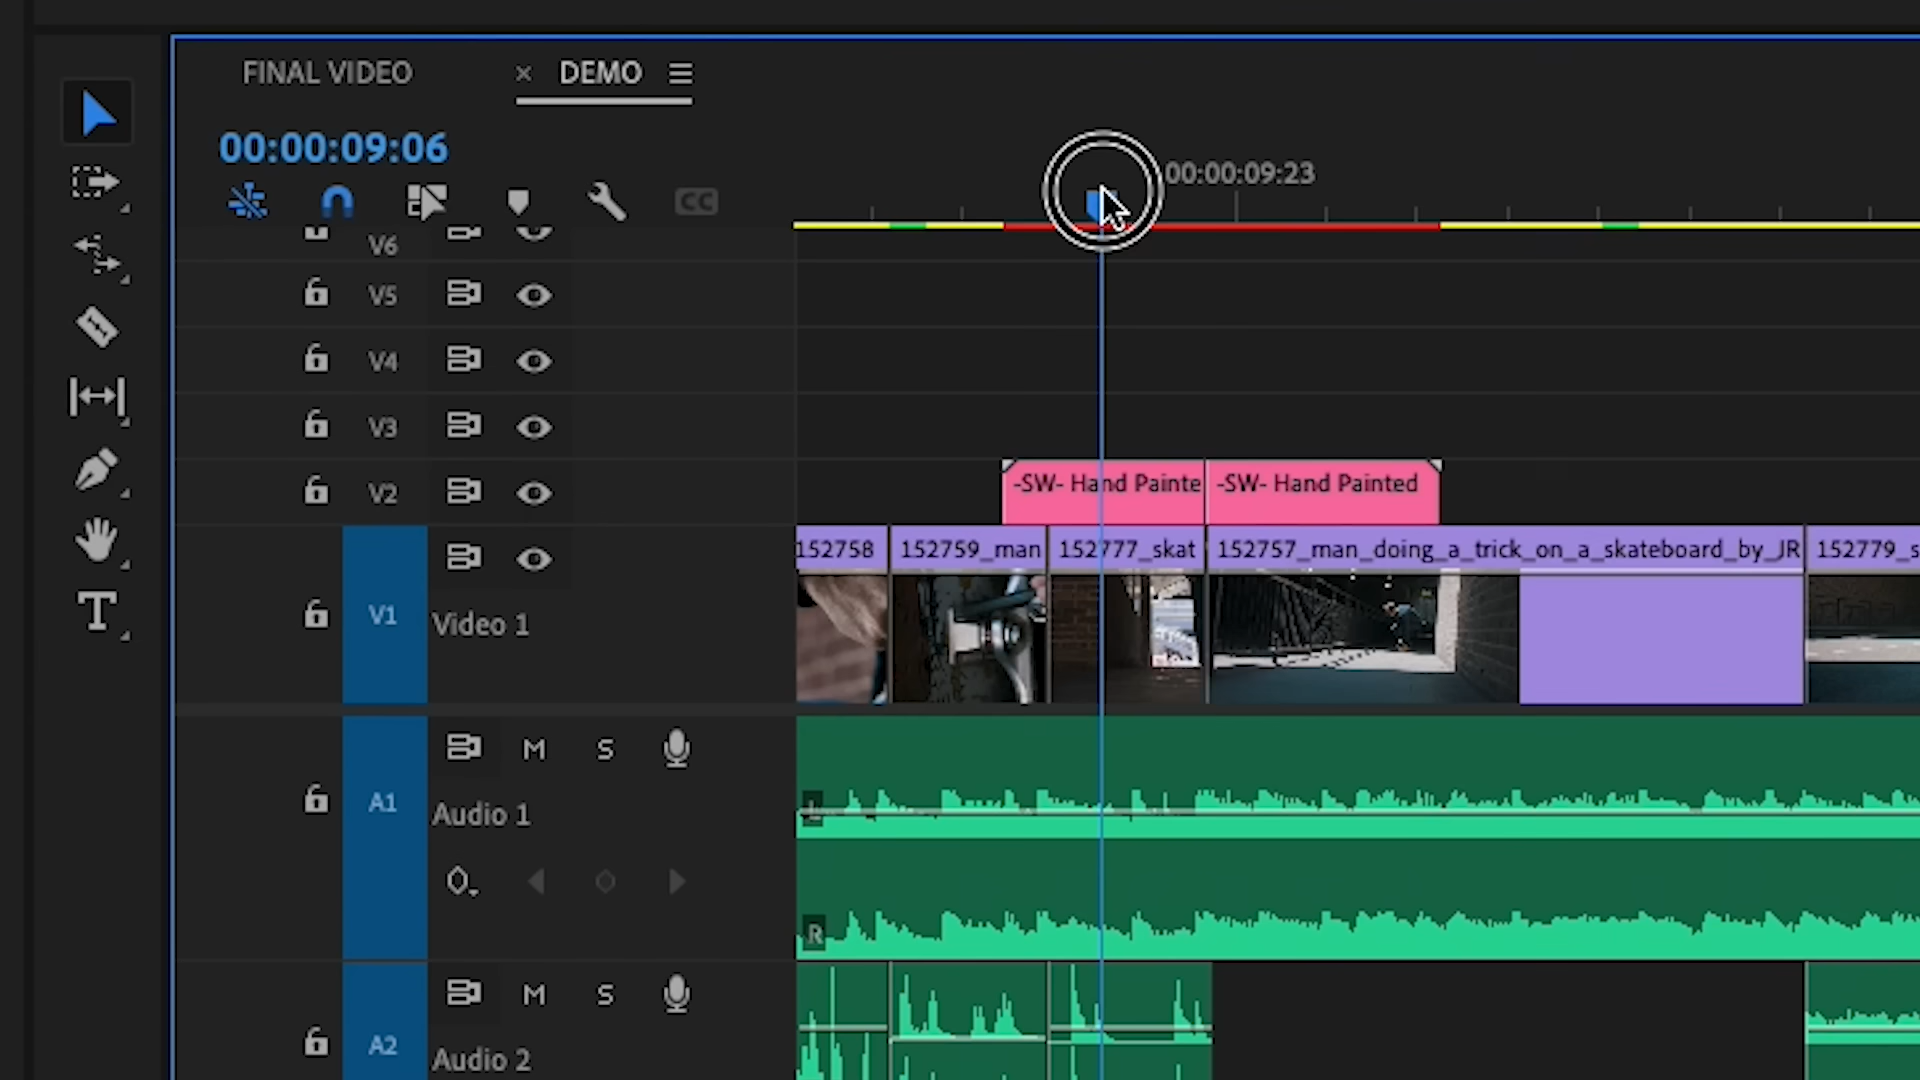 FINAL VIDEO
× DEMO
00:00:09:06
00:00:09:23
CC
V6
V5
V4
V3
V2
-SW- Hand Painte
-SW- Hand Painted
152758
152759_man
152777_skat
152757_man_doing_a_trick_on_a_skateboard_by_JR
152779_s
V1
Video 1
M S
A1
Audio 1
L
R
M S
A2
Audio 2
T